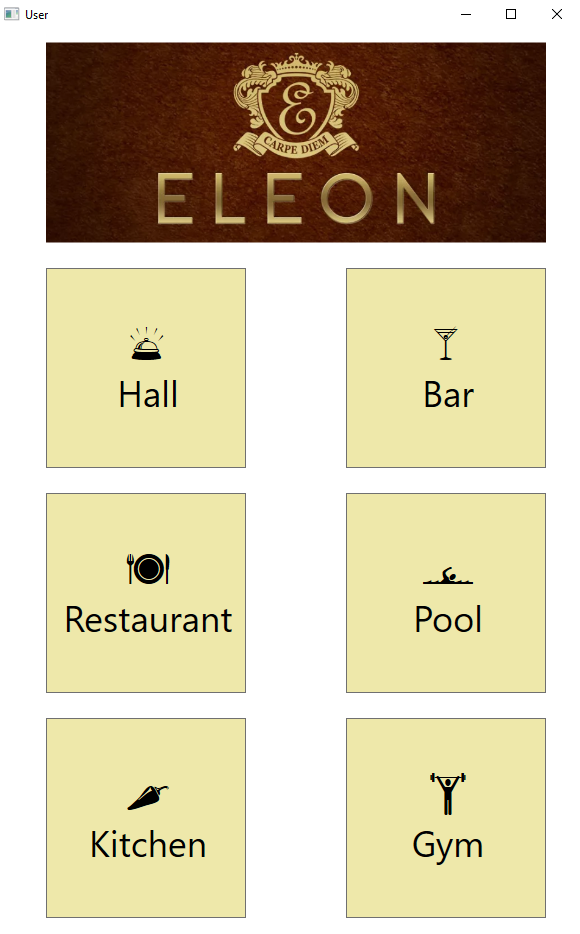 User
E
CARPE DIEM
ELEON
Hall
Bar
Restaurant
Pool
Kitchen
Gym